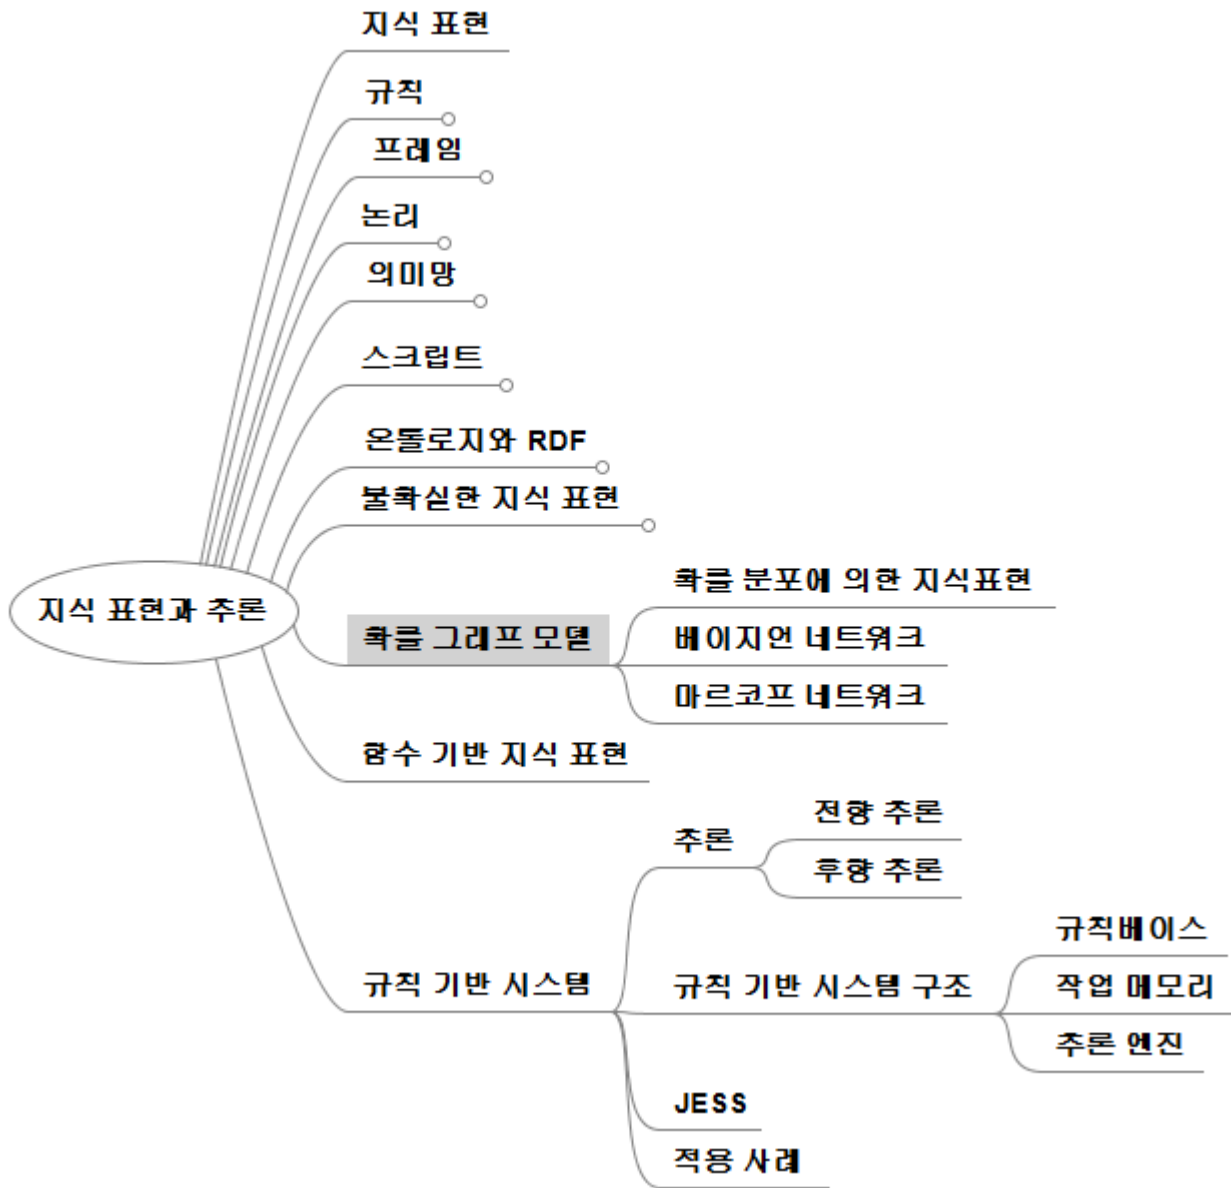 지식 표현
규칙
프레임
논리
의미망
스크립트
온톨로지와 RDF
불확실한 지식 표현
지식 표현과 추론
확률 그래프 모델
확률 분포에 의한 지식표현
베이지언 네트워크
마르코프 네트워크
함수 기반 지식 표현
규칙 기반 시스템
추론
전향 추론
후향 추론
규칙 기반 시스템 구조
규칙베이스
작업 메모리
추론 엔진
JESS
적용 사례